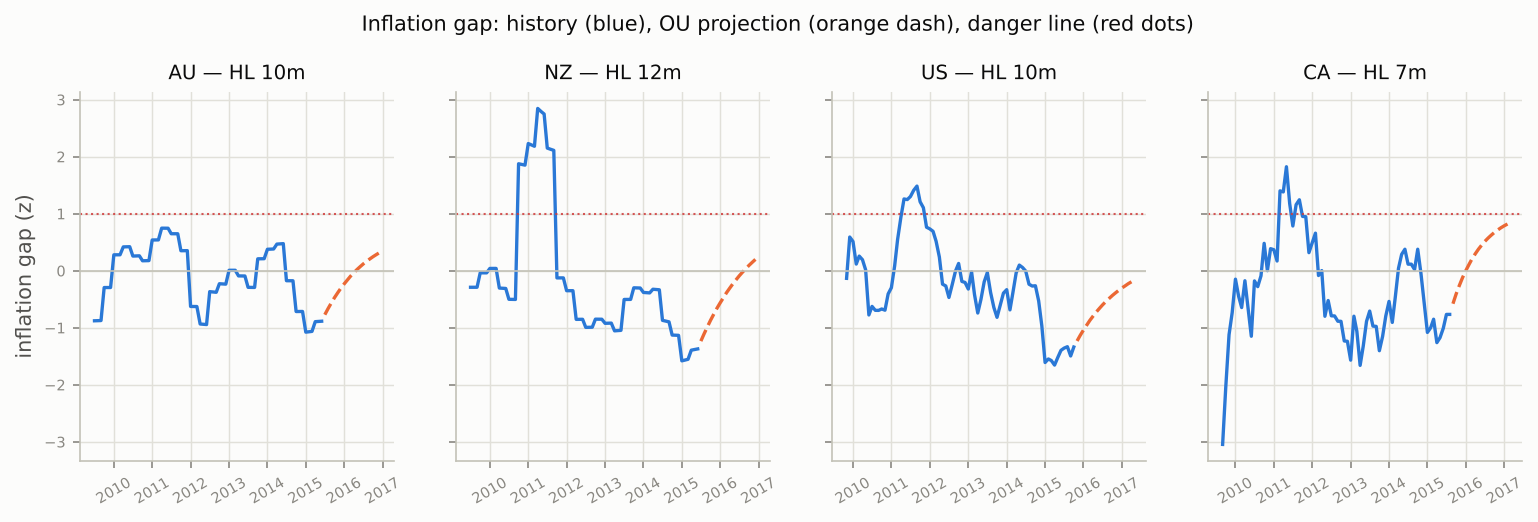 Inflation gap: history (blue), OU projection (orange dash), danger line (red dots)
AU — HL 10m
NZ — HL 12m
US — HL 10m
CA — HL 7m
inflation gap (z)
3
2
1
0
−1
−2
−3
2010 2011 2012 2013 2014 2015 2016 2017
2010 2011 2012 2013 2014 2015 2016 2017
2010 2011 2012 2013 2014 2015 2016 2017
2010 2011 2012 2013 2014 2015 2016 2017